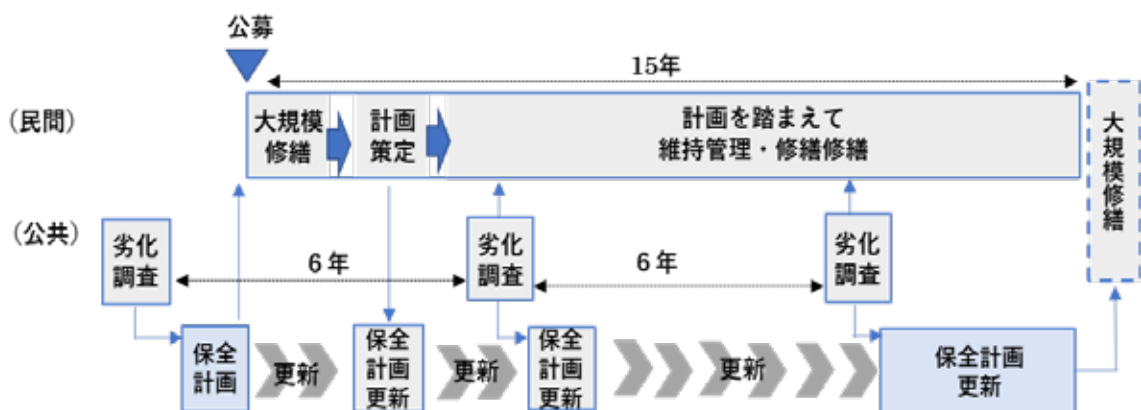 公募
15年
(民間)
大規模
修繕
計画
策定
計画を踏まえて
維持管理・修繕修繕
大規模修繕
(公共)
劣化
調査
6年
劣化
調査
6年
劣化
調査
保全
計画
更新
保全
計画
更新
更新
保全
計画
更新
更新
保全計画
更新